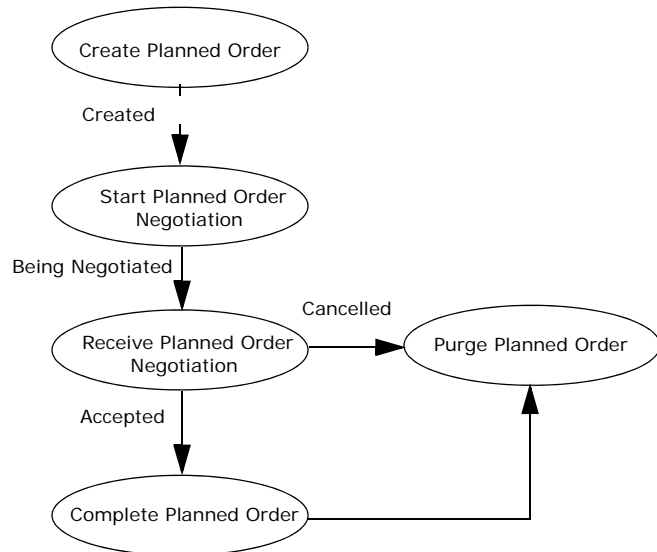 Create Planned Order
Created
Start Planned Order
Negotiation
Being Negotiated
Cancelled
Receive Planned Order
Negotiation
Purge Planned Order
Accepted
Complete Planned Order